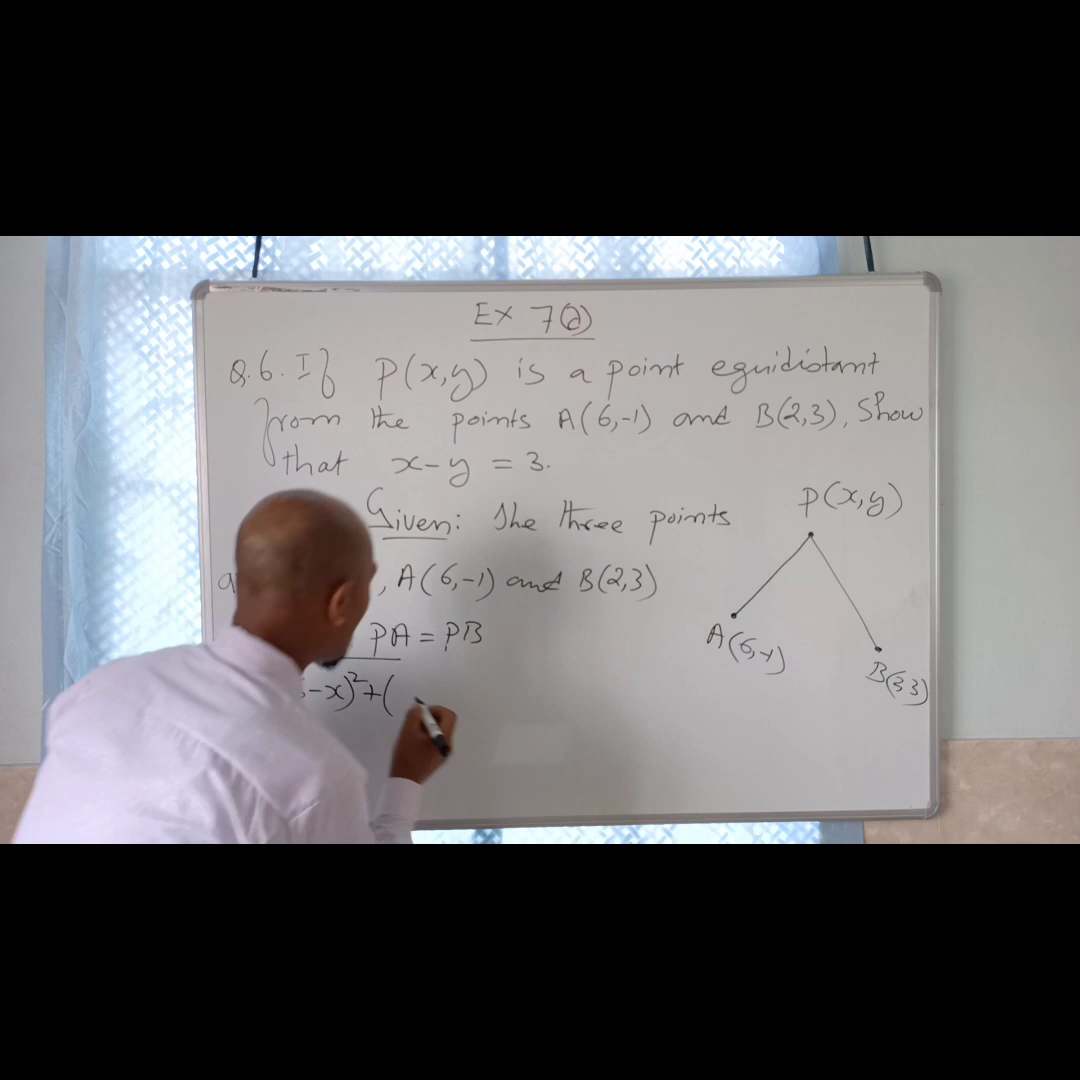 Ex 7(a)
Q.6. If P(x,y) is a point equidistant
from the points A(6,-1) and B(2,3), Show
that x-y = 3.
Given: The three points
P(x,y)
, A(6,-1) and B(2,3)
PA = PB
A(6,-1)
-x)²+(
B(3 3)